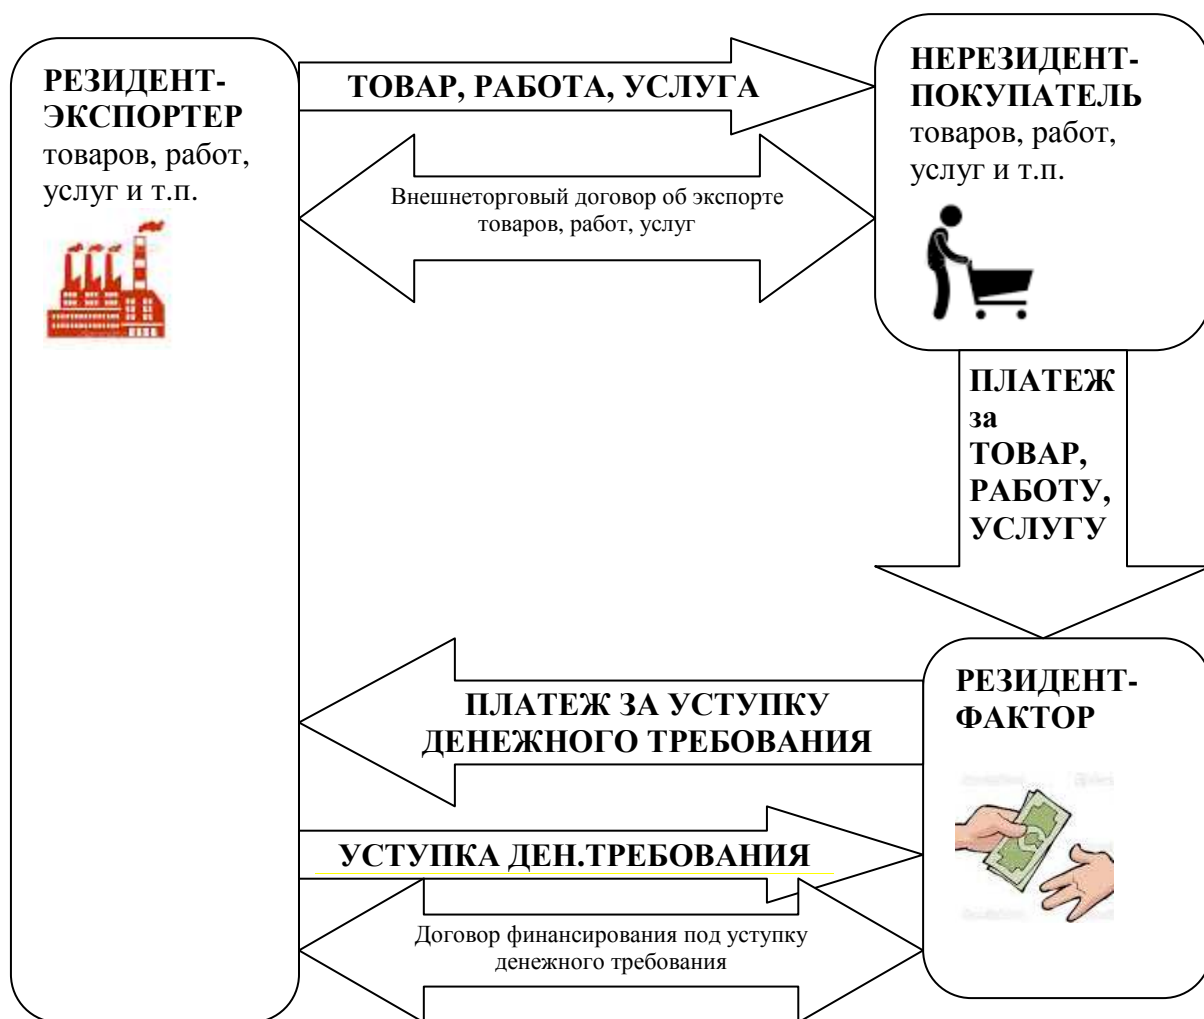 РЕЗИДЕНТ-
ЭКСПОРТЕР
товаров, работ,
услуг и т.п.
ТОВАР, РАБОТА, УСЛУГА
Внешнеторговый договор об экспорте
товаров, работ, услуг
НЕРЕЗИДЕНТ-
ПОКУПАТЕЛЬ
товаров, работ,
услуг и т.п.
ПЛАТЕЖ
за
ТОВАР,
РАБОТУ,
УСЛУГУ
ПЛАТЕЖ ЗА УСТУПКУ
ДЕНЕЖНОГО ТРЕБОВАНИЯ
РЕЗИДЕНТ-
ФАКТОР
УСТУПКА ДЕН.ТРЕБОВАНИЯ
Договор финансирования под уступку
денежного требования